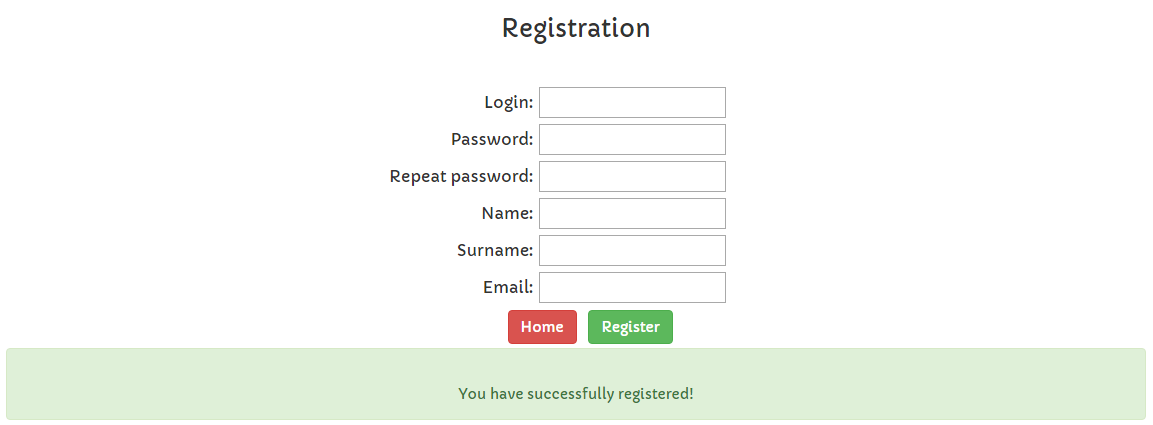 Registration
Login:
Password:
Repeat password:
Name:
Surname:
Email:
Home Register
You have successfully registered!